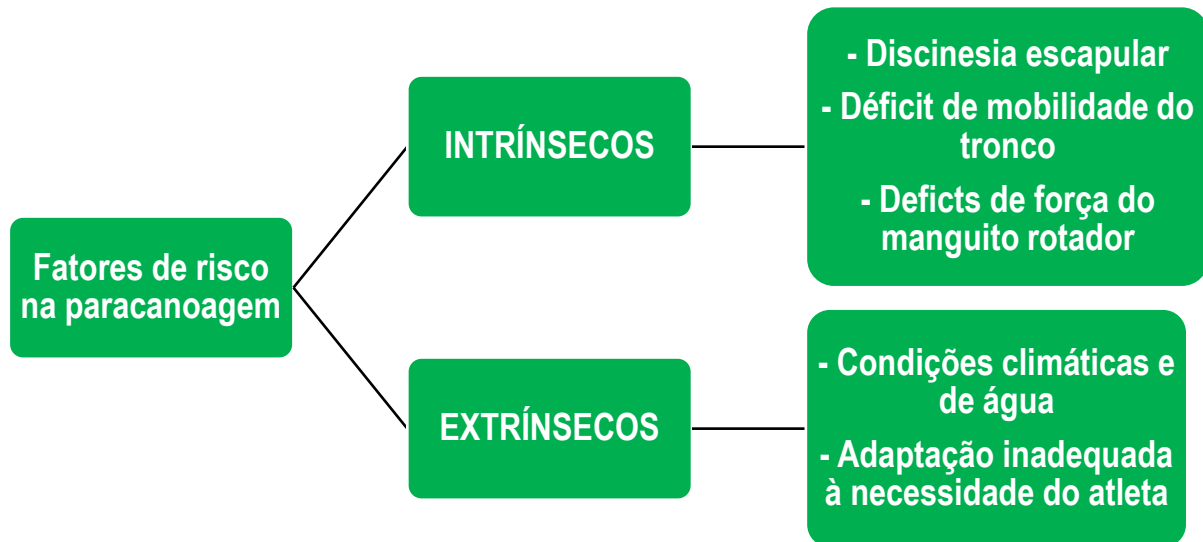 Fatores de risco
na paracanoagem
INTRÍNSECOS
- Discinesia escapular
- Déficit de mobilidade do
tronco
- Deficts de força do
manguito rotador
EXTRÍNSECOS
- Condições climáticas e
de água
- Adaptação inadequada
à necessidade do atleta